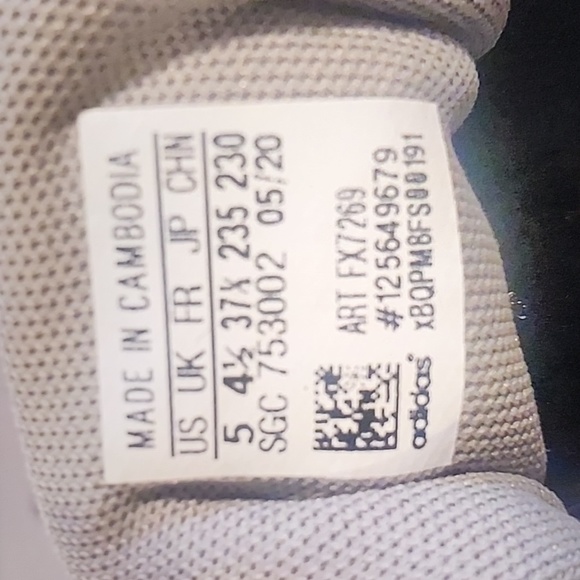 MADE IN CAMBODIA
US UK FR JP CHN
5 4½ 37⅓ 235 230
SGC 753002 05/20
ART FX7269
#125649679
xBQPM8FS00191
adidas